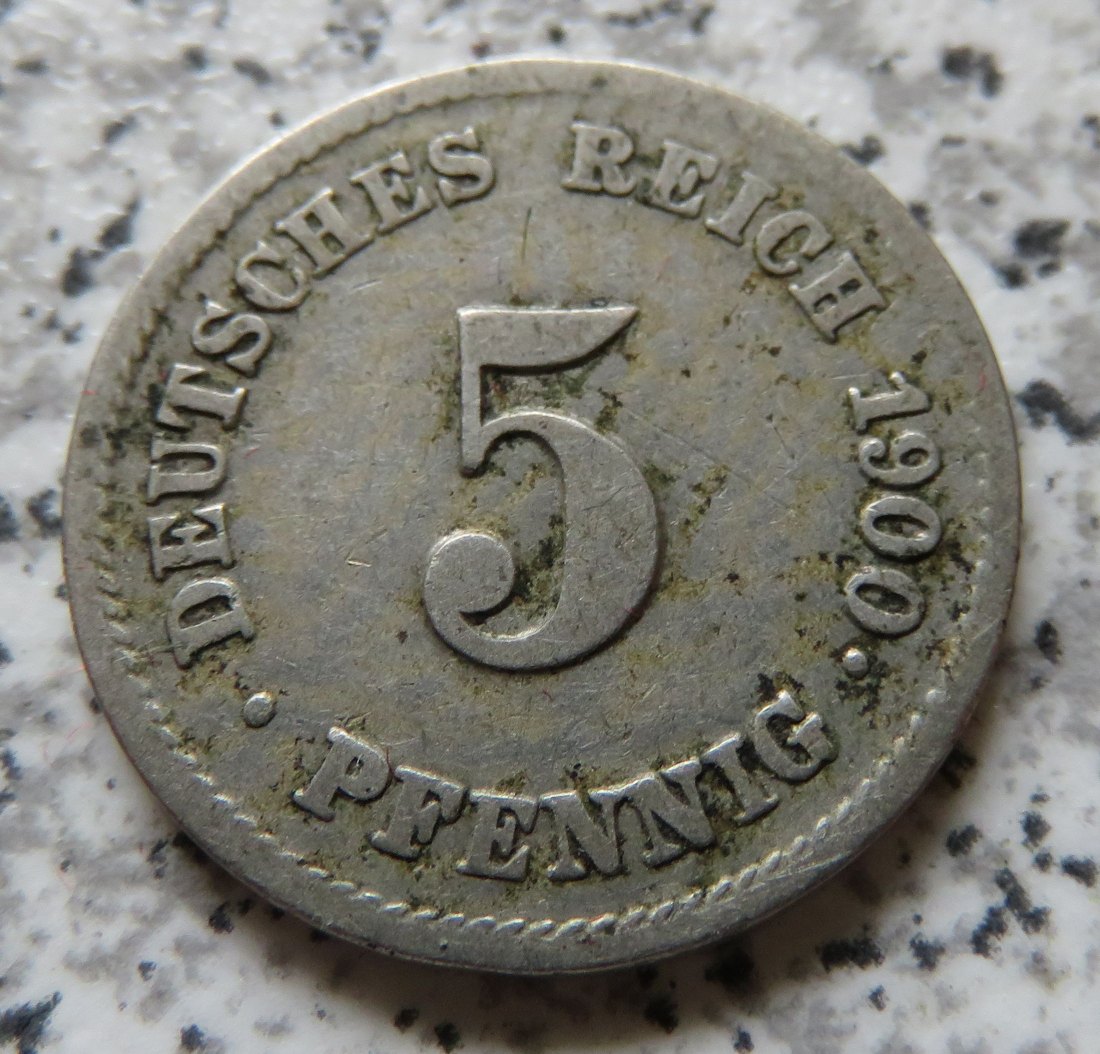 DEUTSCHES REICH 1900.
5
. PFENNIG